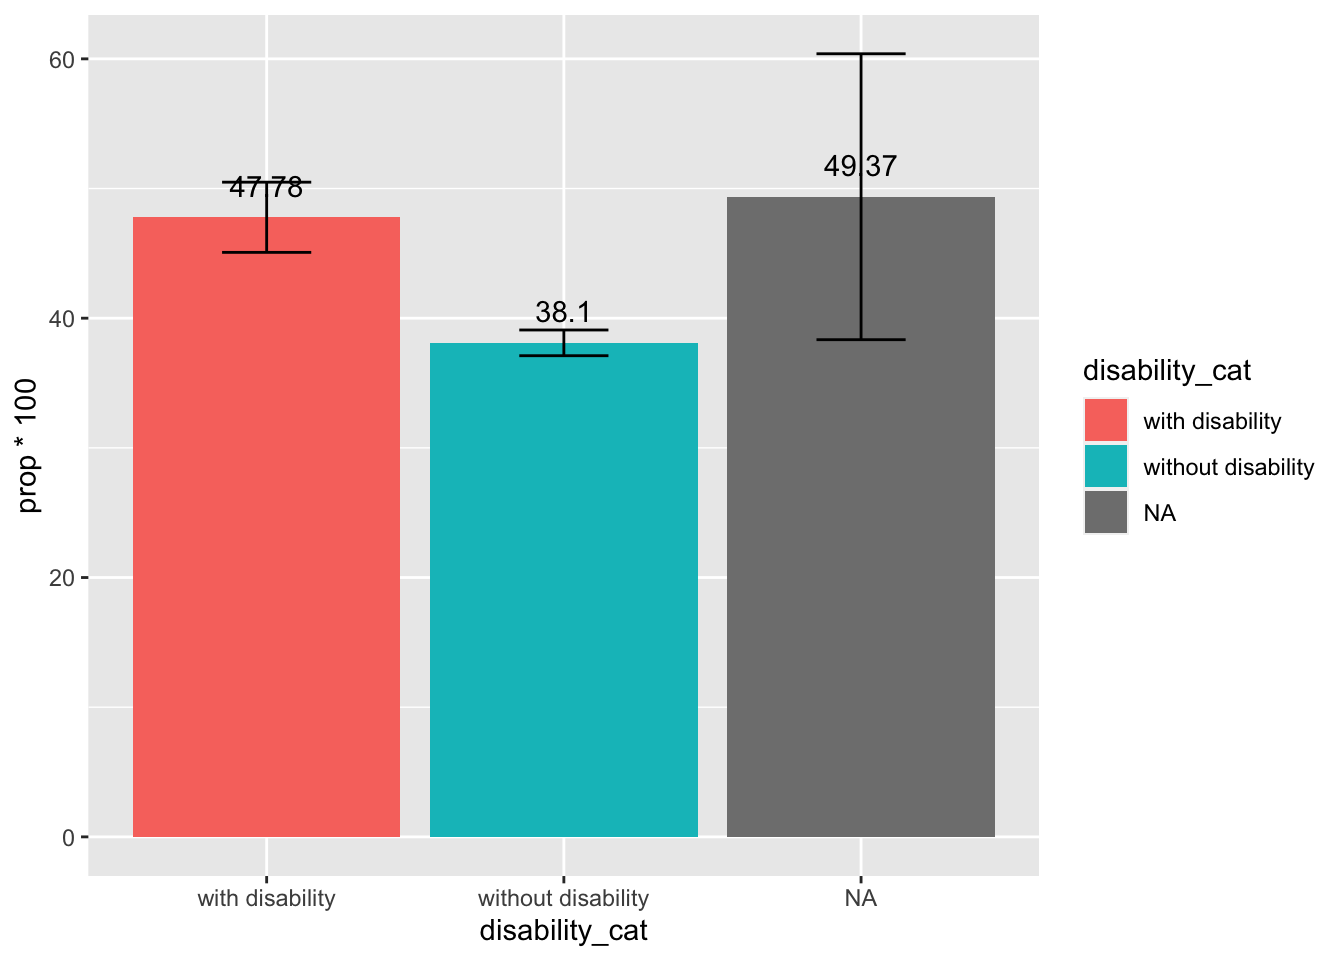 60
40
20
0
prop * 100
47.78
38.1
49.37
with disability
without disability
NA
disability_cat
disability_cat
with disability
without disability
NA